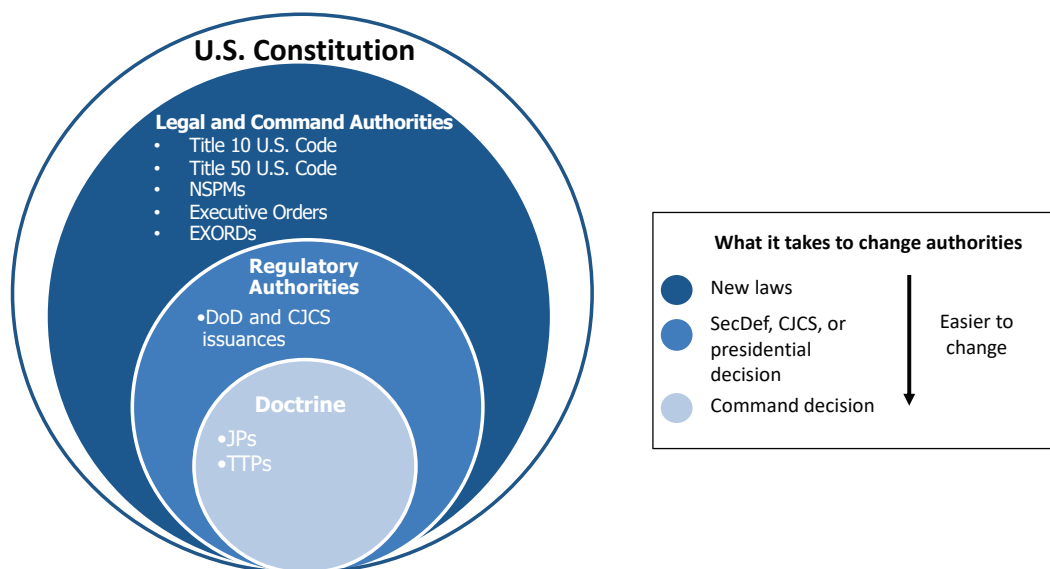 U.S. Constitution
Legal and Command Authorities
• Title 10 U.S. Code
• Title 50 U.S. Code
• NSPMs
• Executive Orders
• EXORDs
Regulatory
Authorities
•DoD and CJCS
issuances
Doctrine
•JPs
•TTPs
What it takes to change authorities
New laws
SecDef, CJCS, or
presidential
decision
Command decision
Easier to
change